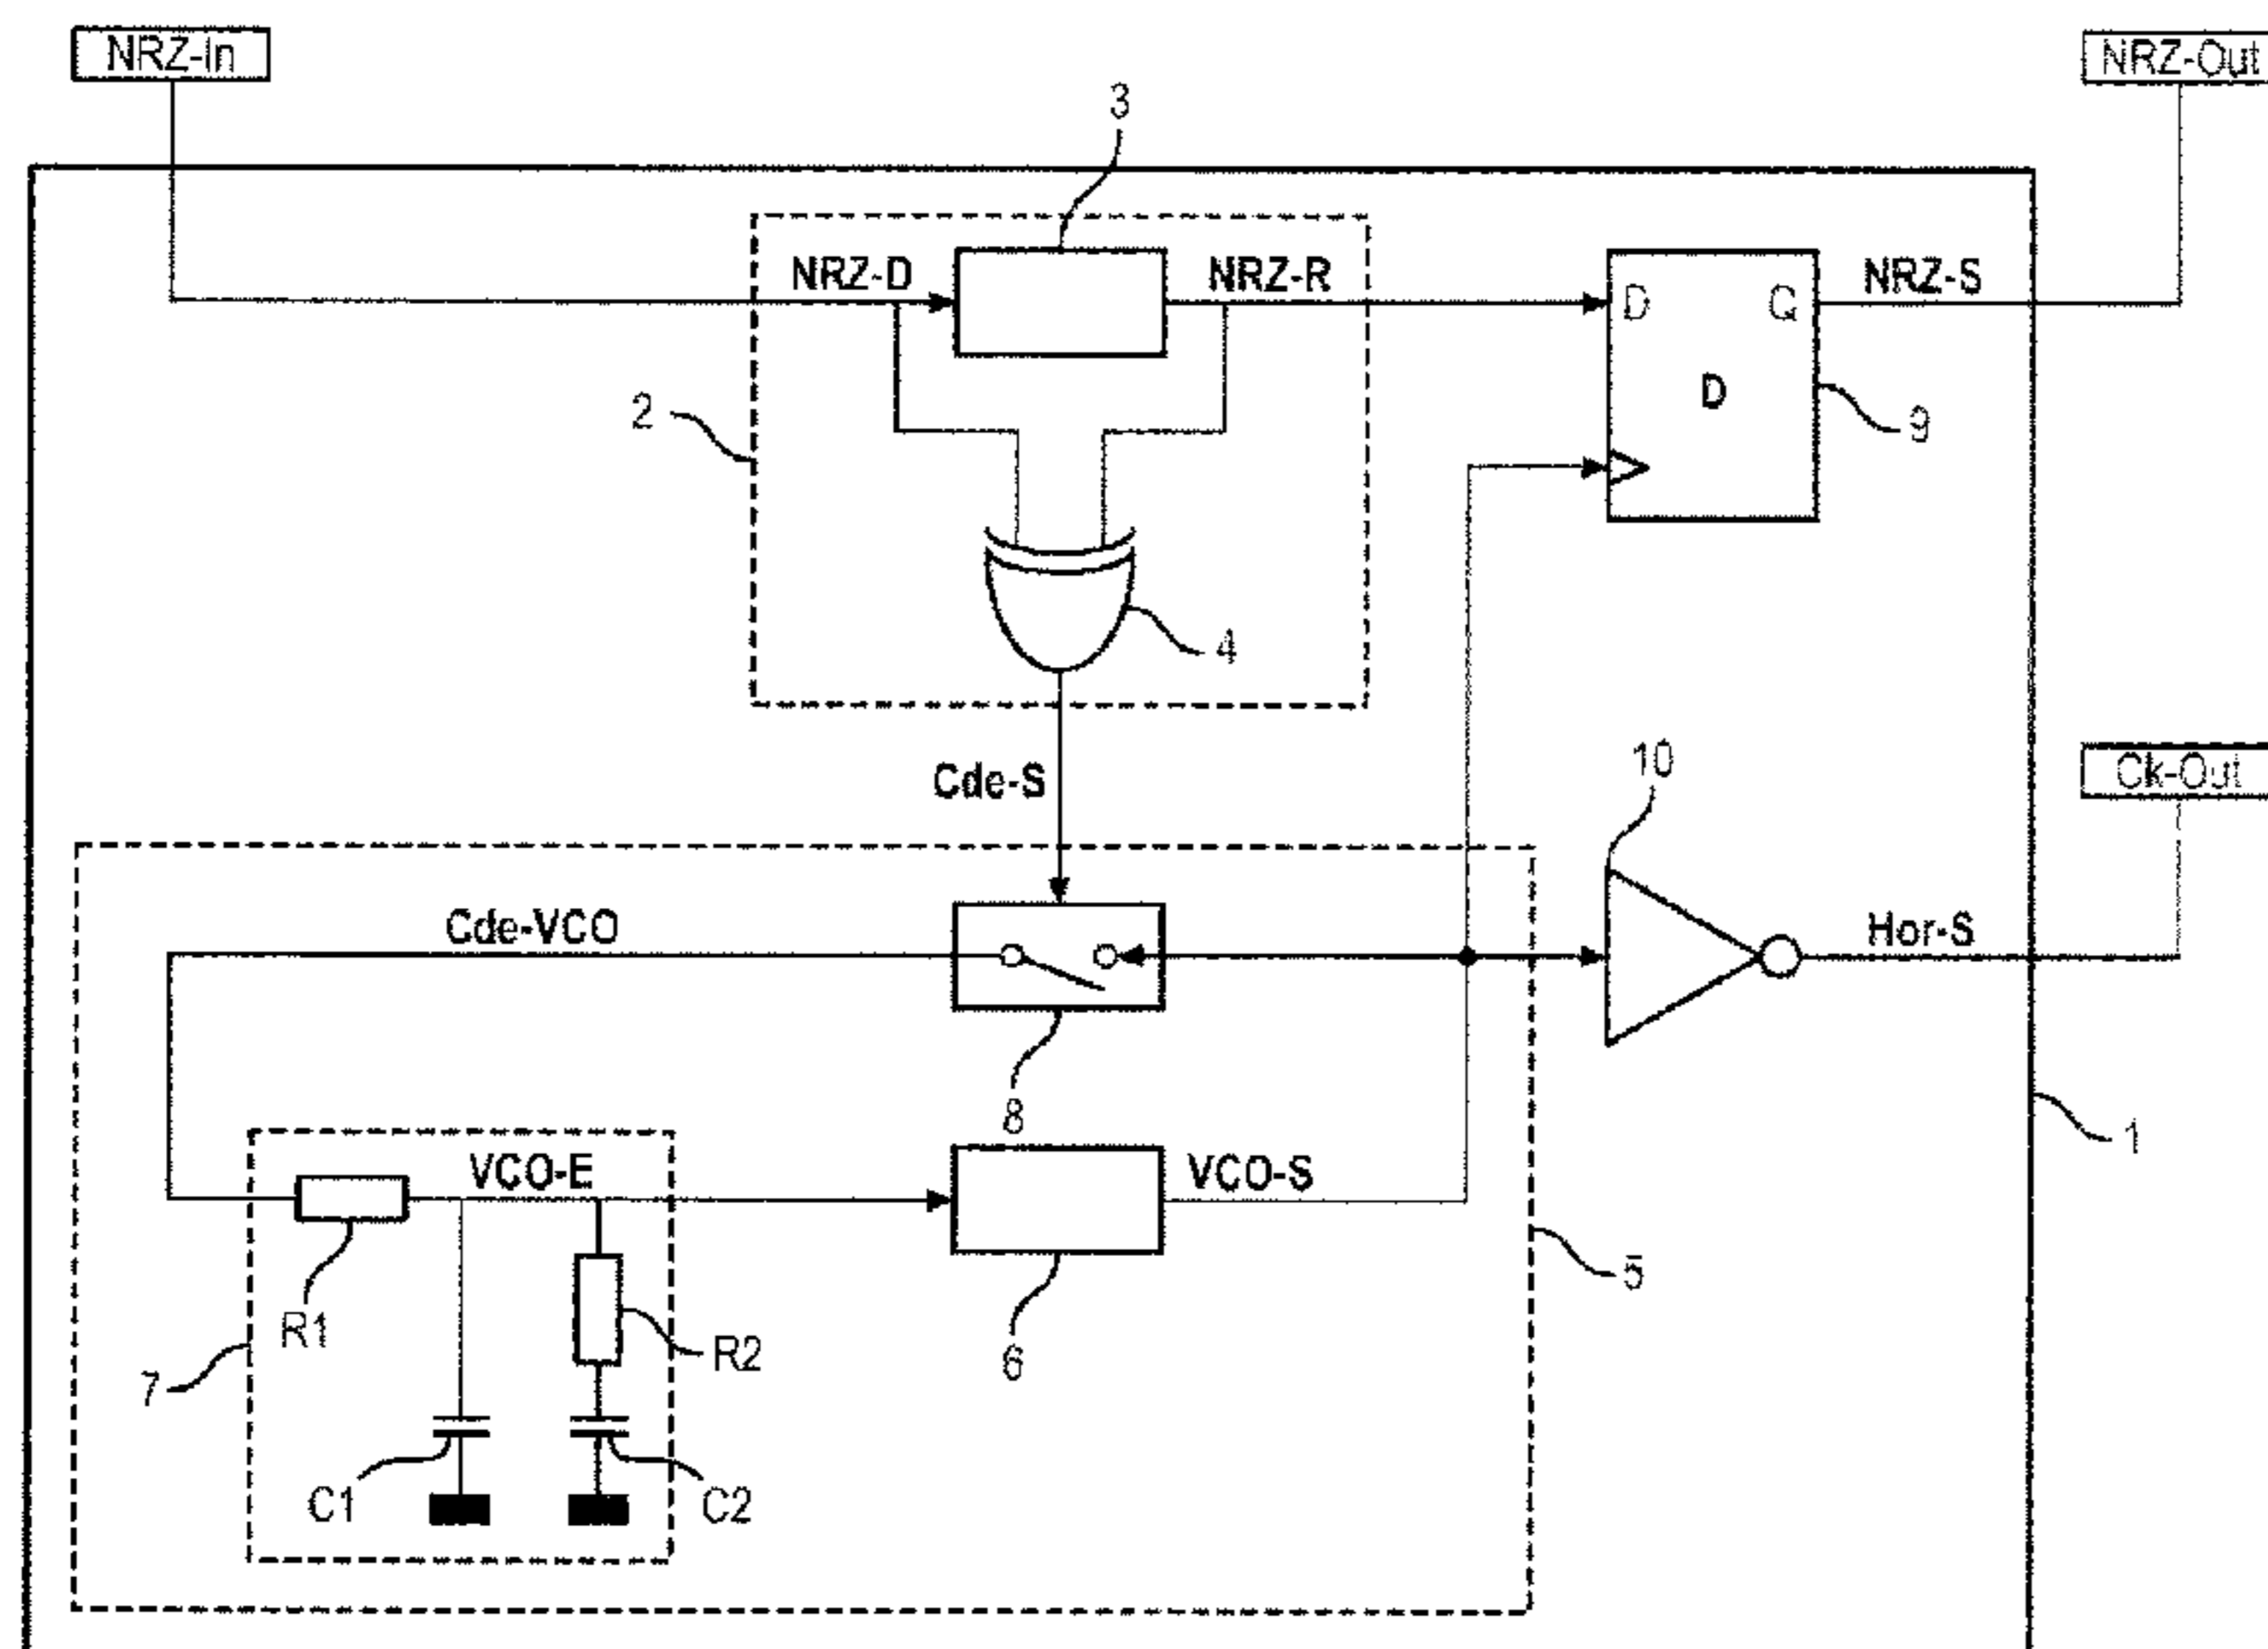 NRZ-In
NRZ-Out
3
NRZ-D
NRZ-R
D
Q
NRZ-S
2
D
9
4
Cde-S
10
Ck-Out
Cde-VCO
Hor-S
8
1
VCO-E
VCO-S
5
R1
R2
6
7
C1
C2